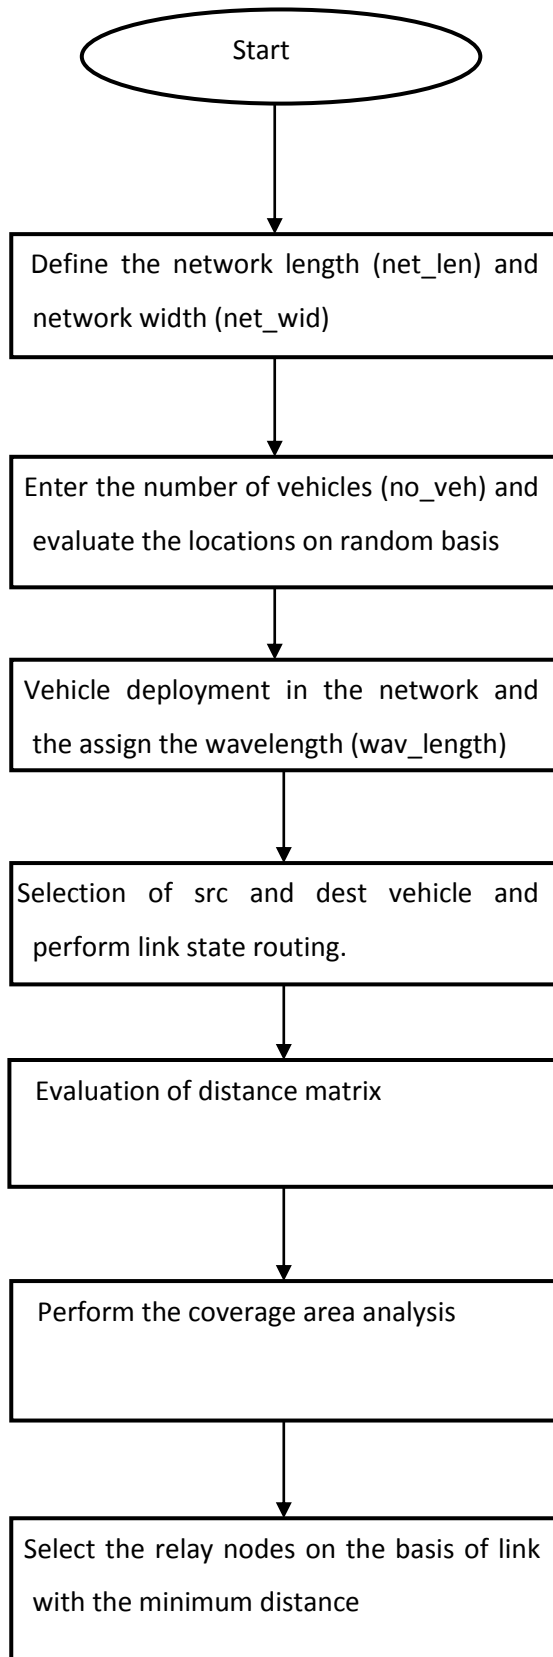 Start
Define the network length (net_len) and
network width (net_wid)
Enter the number of vehicles (no_veh) and
evaluate the locations on random basis
Vehicle deployment in the network and
the assign the wavelength (wav_length)
Selection of src and dest vehicle and
perform link state routing.
Evaluation of distance matrix
Perform the coverage area analysis
Select the relay nodes on the basis of link
with the minimum distance